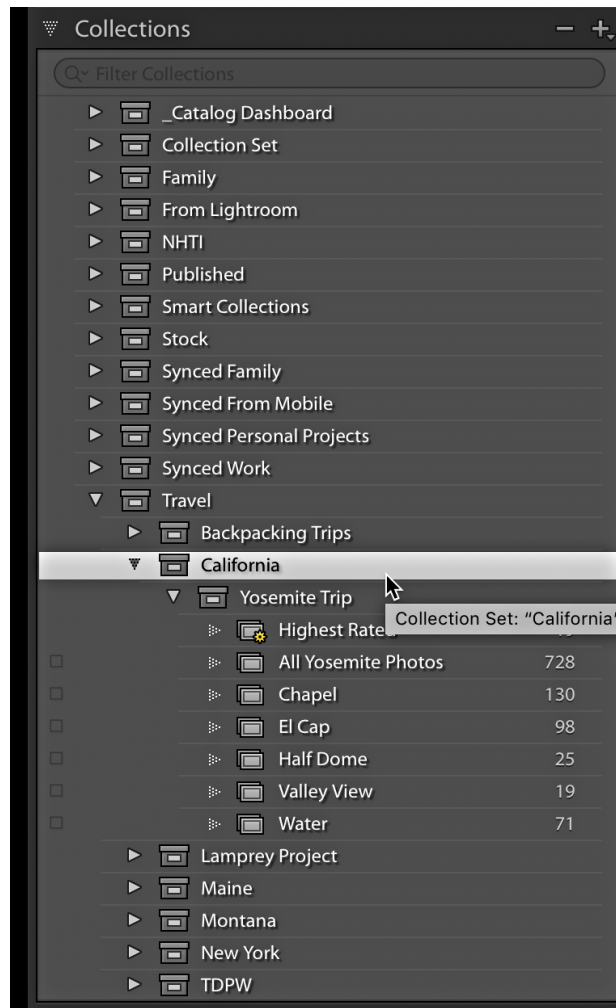 Collections
Filter Collections
_Catalog Dashboard
Collection Set
Family
From Lightroom
NHTI
Published
Smart Collections
Stock
Synced Family
Synced From Mobile
Synced Personal Projects
Synced Work
Travel
Backpacking Trips
California
Yosemite Trip
Collection Set: "California"
Highest Rated
All Yosemite Photos 728
Chapel 130
El Cap 98
Half Dome 25
Valley View 19
Water 71
Lamprey Project
Maine
Montana
New York
TDPW